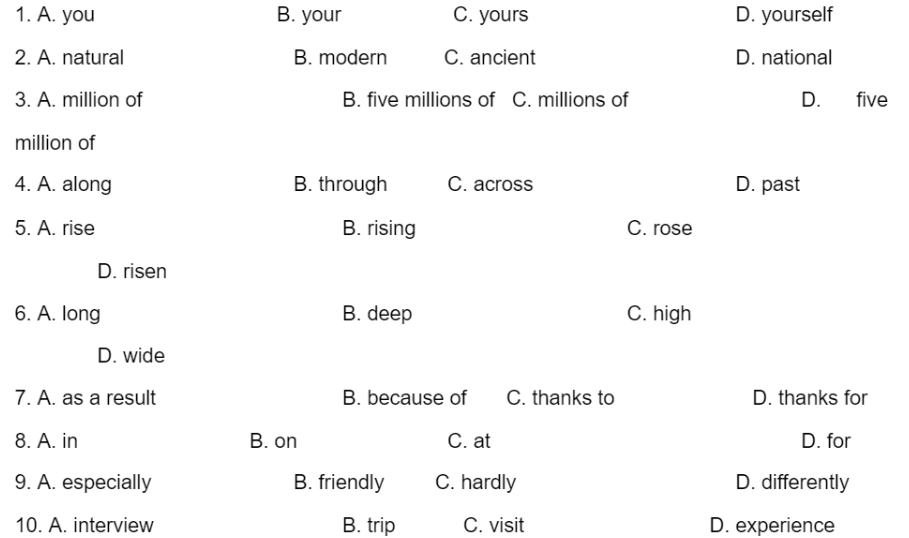 1. A. you B. your C. yours D. yourself
2. A. natural B. modern C. ancient D. national
3. A. million of B. five millions of C. millions of D. five
million of
4. A. along B. through C. across D. past
5. A. rise B. rising C. rose
D. risen
6. A. long B. deep C. high
D. wide
7. A. as a result B. because of C. thanks to D. thanks for
8. A. in B. on C. at D. for
9. A. especially B. friendly C. hardly D. differently
10. A. interview B. trip C. visit D. experience